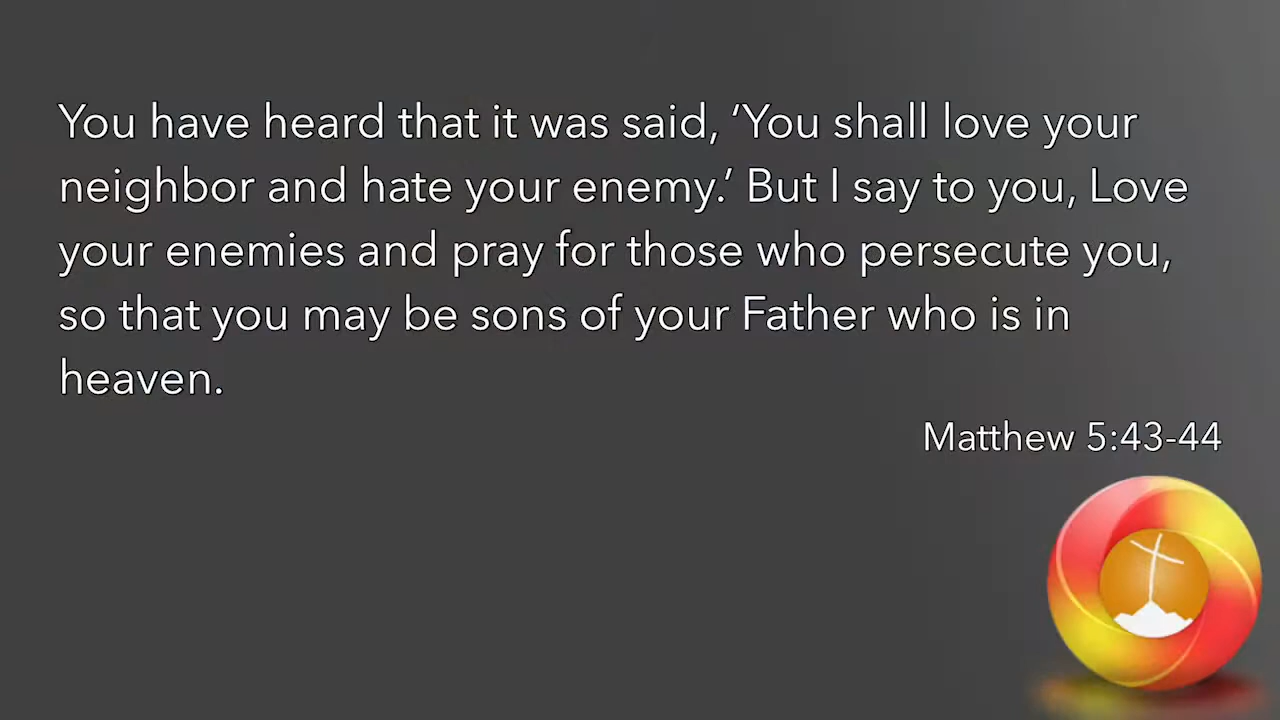 You have heard that it was said, ‘You shall love your
neighbor and hate your enemy.’ But I say to you, Love
your enemies and pray for those who persecute you,
so that you may be sons of your Father who is in
heaven.
Matthew 5:43-44